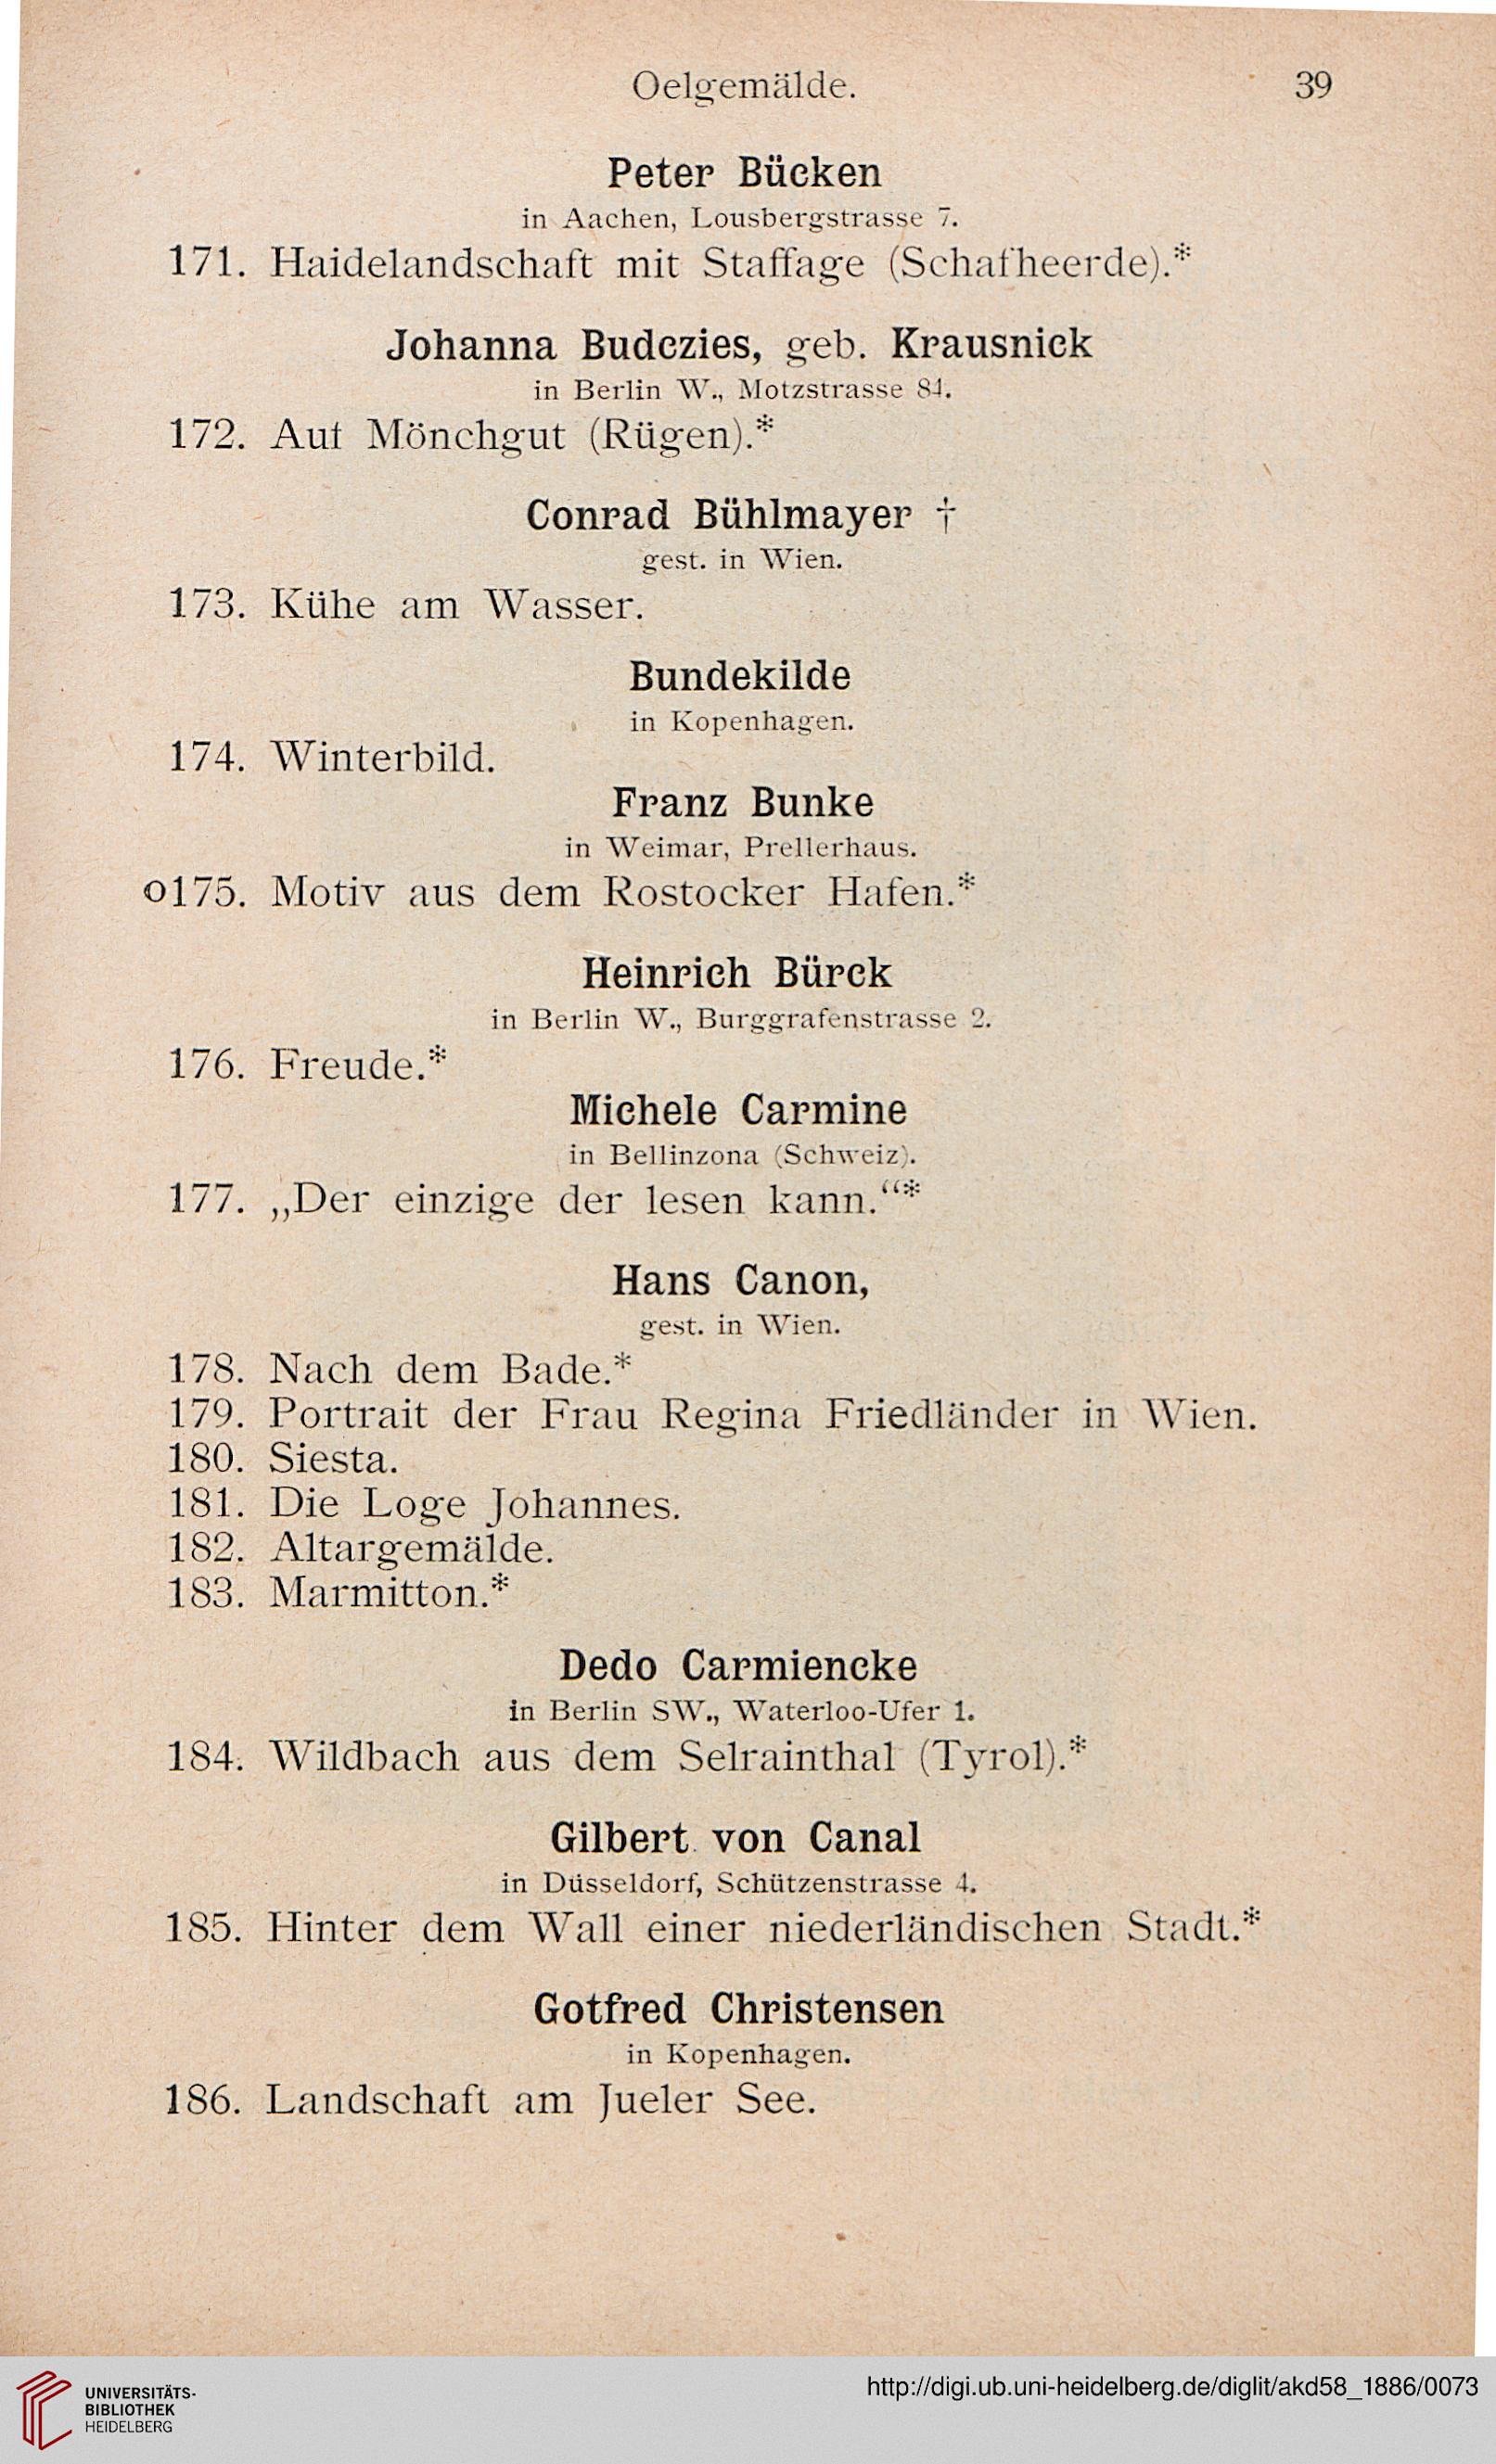 Oelgemälde. 39
Peter Bücken
in Aachen, Lousbergstrasse 7.
171. Haidelandschaft mit Staffage (Schafheerde).*
Johanna Budczies, geb. Krausnick
in Berlin W., Motzstrasse 84.
172. Auf Mönchgut (Rügen).*
Conrad Bühlmayer †
gest. in Wien.
173. Kühe am Wasser.
Bundekilde
in Kopenhagen.
174. Winterbild.
Franz Bunke
in Weimar, Prellerhaus.
o175. Motiv aus dem Rostocker Hafen.*
Heinrich Bürck
in Berlin W., Burggrafenstrasse 2.
176. Freude.*
Michele Carmine
in Bellinzona (Schweiz).
177. „Der einzige der lesen kann.“*
Hans Canon,
gest. in Wien.
178. Nach dem Bade.*
179. Portrait der Frau Regina Friedländer in Wien.
180. Siesta.
181. Die Loge Johannes.
182. Altargemälde.
183. Marmitton.*
Dedo Carmiencke
in Berlin SW., Waterloo-Ufer 1.
184. Wildbach aus dem Selrainthal (Tyrol).*
Gilbert von Canal
in Düsseldorf, Schützenstrasse 4.
185. Hinter dem Wall einer niederländischen Stadt.*
Gotfred Christensen
in Kopenhagen.
186. Landschaft am Jueler See.
UNIVERSITÄTS-
BIBLIOTHEK
HEIDELBERG
http://digi.ub.uni-heidelberg.de/diglit/akd58_1886/0073